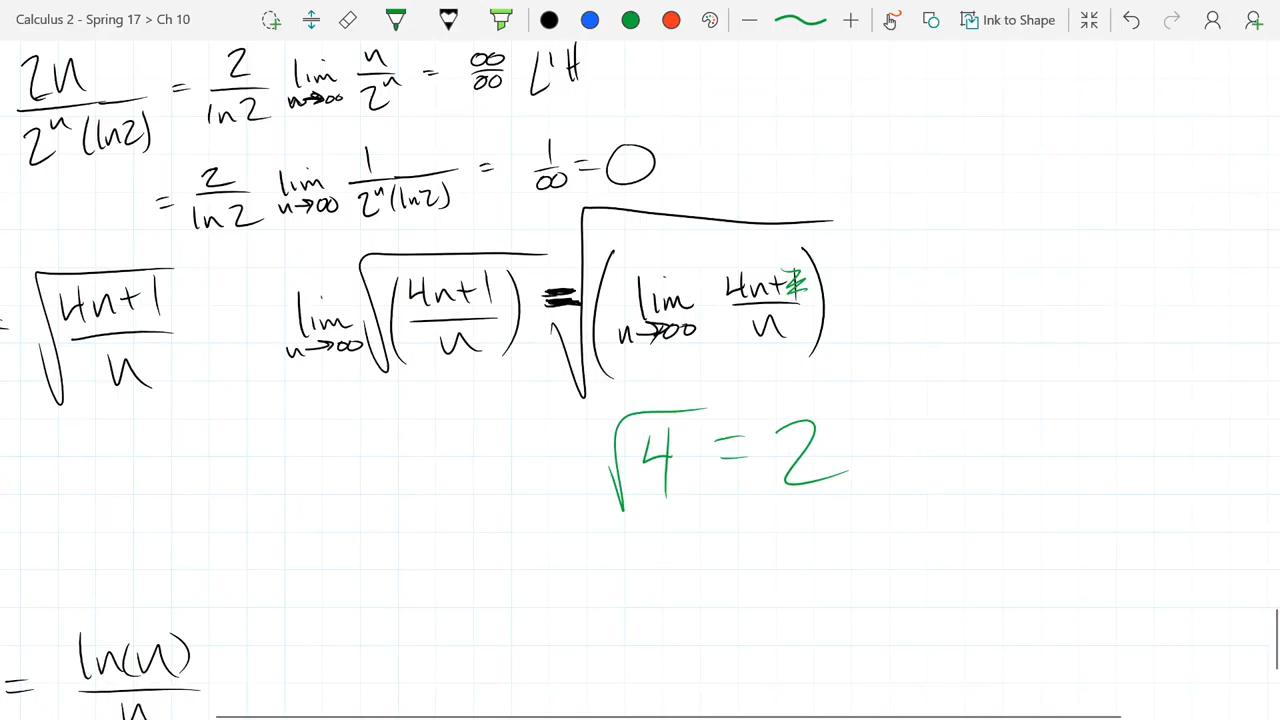 Calculus 2 - Spring 17 > Ch 10 Ink to Shape
2n / 2^n (ln2) = 2 / ln2 lim n→∞ n / 2^n = ∞ / ∞ L'H
= 2 / ln2 lim n→∞ 1 / 2^n (ln2) = 1 / ∞ = 0
= √(4n+1 / n) lim n→∞ √(4n+1 / n) = √(lim n→∞ 4n+1 / n)
√4 = 2
= ln(n) / n